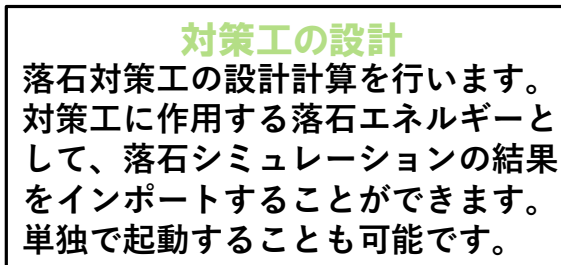 対策工の設計
落石対策工の設計計算を行います。
対策工に作用する落石エネルギーと
して、落石シミュレーションの結果
をインポートすることができます。
単独で起動することも可能です。